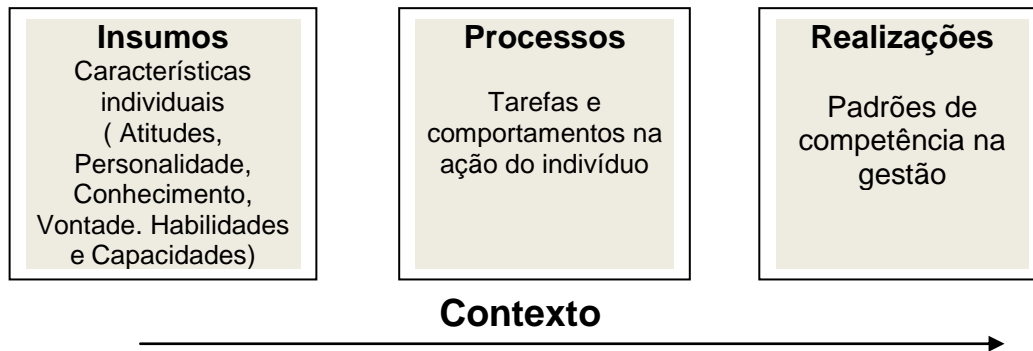 Insumos
Características
individuais
( Atitudes,
Personalidade,
Conhecimento,
Vontade. Habilidades
e Capacidades)
Processos
Tarefas e
comportamentos na
ação do indivíduo
Realizações
Padrões de
competência na
gestão
Contexto